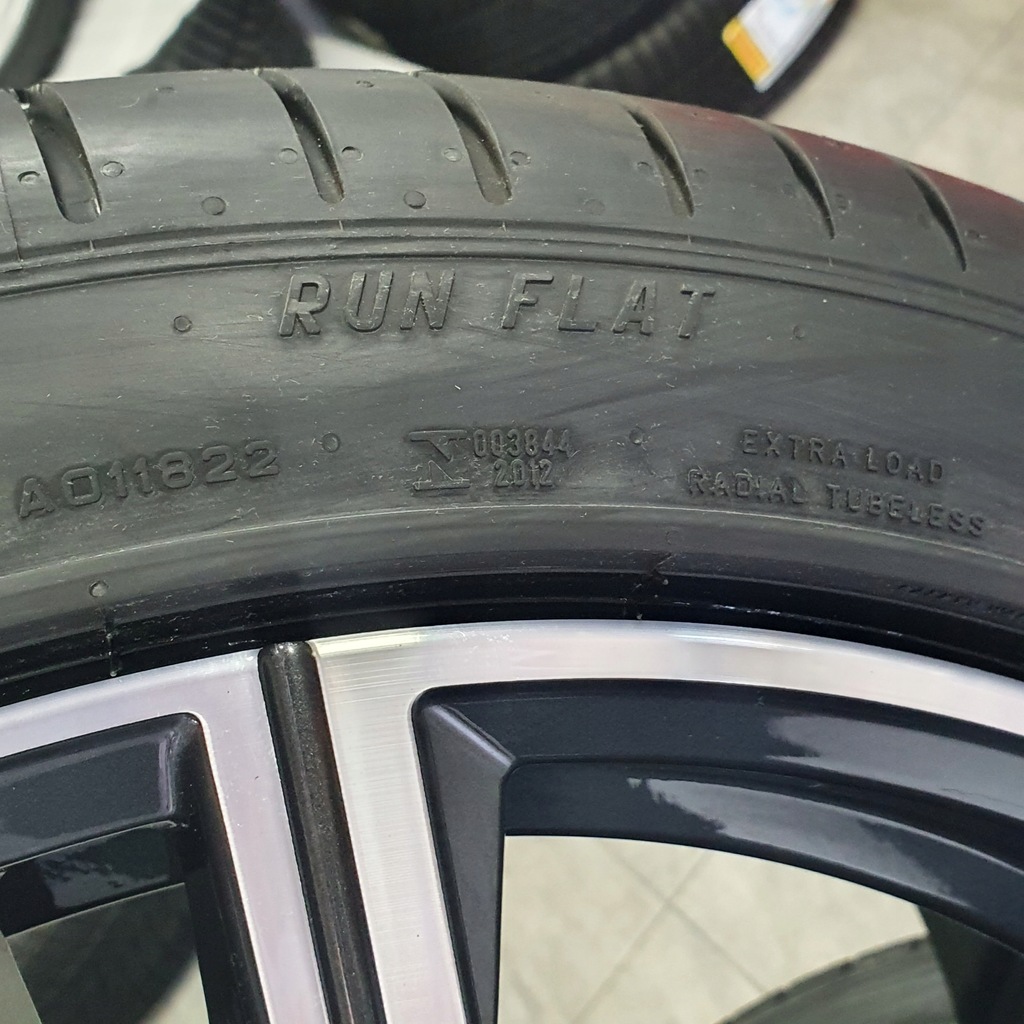 RUN FLAT
A011822
003844
2012
EXTRA LOAD
RADIAL TUBELESS